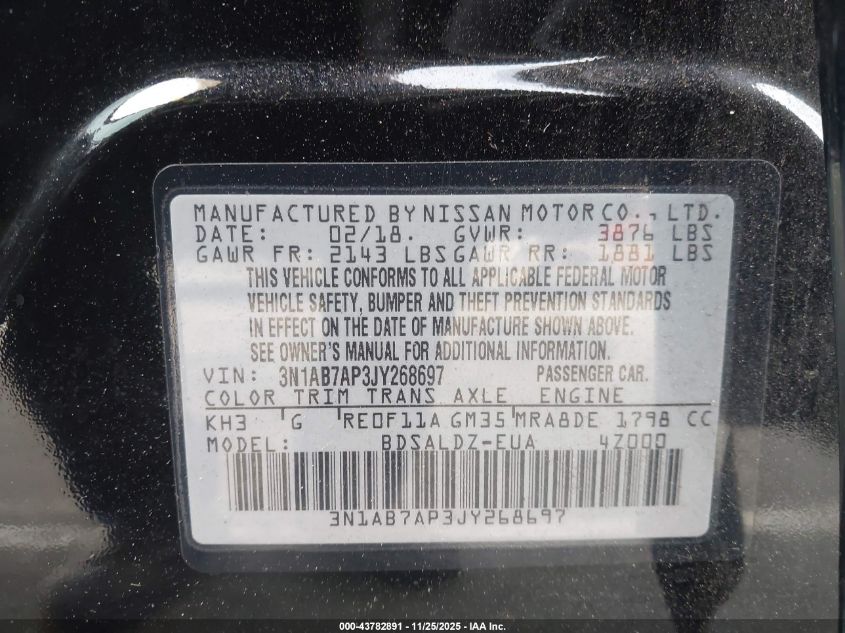 MANUFACTURED BY NISSAN MOTOR CO., LTD.
DATE: 02/18. GVWR: 3876 LBS
GAWR FR: 2143 LBS GAWR RR: 1881 LBS
THIS VEHICLE CONFORMS TO ALL APPLICABLE FEDERAL MOTOR
VEHICLE SAFETY, BUMPER AND THEFT PREVENTION STANDARDS
IN EFFECT ON THE DATE OF MANUFACTURE SHOWN ABOVE.
SEE OWNER'S MANUAL FOR ADDITIONAL INFORMATION.
VIN: 3N1AB7AP3JY268697 PASSENGER CAR.
COLOR TRIM TRANS AXLE ENGINE
KH3 G RE0F11A GM35 MRA8DE 1798 CC
MODEL: BDSALDZ-EUA 4Z000
3N1AB7AP3JY268697
000-43782891 - 11/25/2025 - IAA Inc.